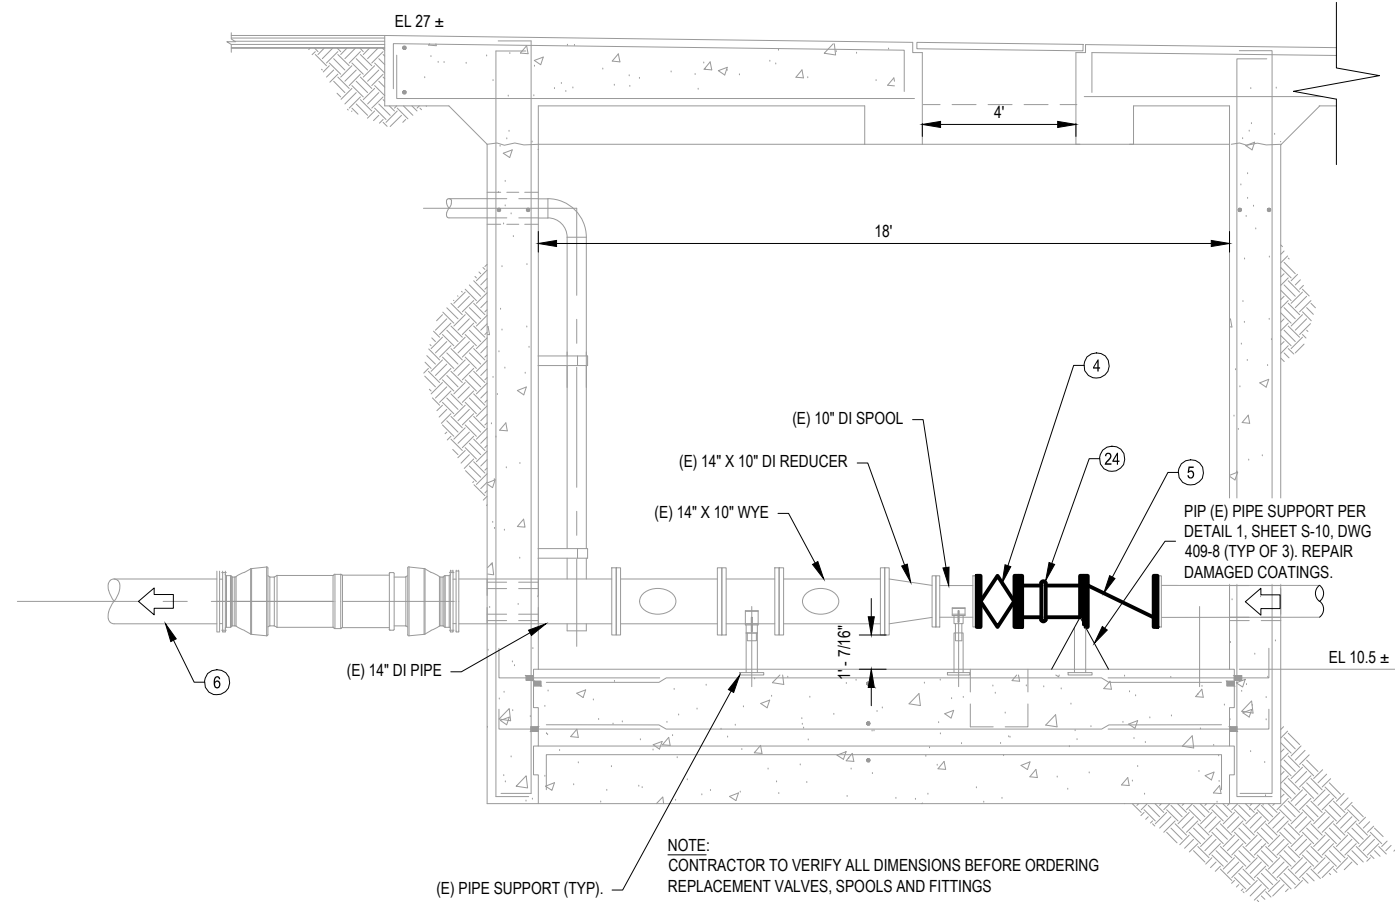 EL 27 ±
4'
18'
4
(E) 10" DI SPOOL
24
(E) 14" X 10" DI REDUCER
5
(E) 14" X 10" WYE
PIP (E) PIPE SUPPORT PER
DETAIL 1, SHEET S-10, DWG
409-8 (TYP OF 3). REPAIR
DAMAGED COATINGS.
1' - 7/16"
EL 10.5 ±
(E) 14" DI PIPE
6
NOTE:
CONTRACTOR TO VERIFY ALL DIMENSIONS BEFORE ORDERING
REPLACEMENT VALVES, SPOOLS AND FITTINGS
(E) PIPE SUPPORT (TYP).